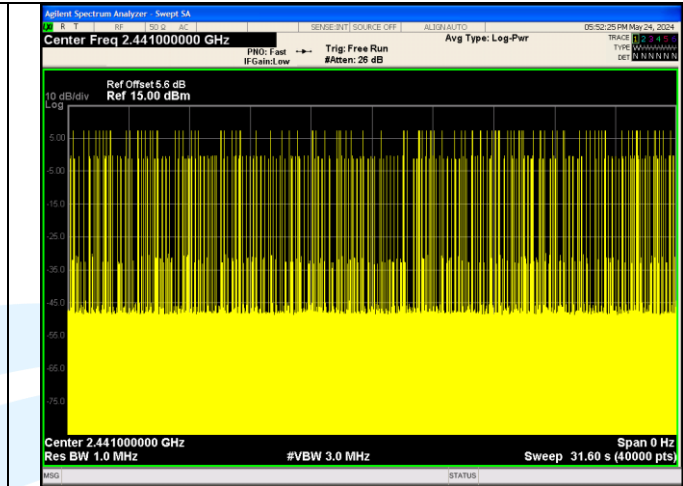 Agilent Spectrum Analyzer - Swept SA
R T RF 50 Ω AC SENSE:INT SOURCE OFF ALIGN AUTO 05:52:25 PM May 24, 2024
Center Freq 2.441000000 GHz
PNO: Fast
IFGain:Low
Trig: Free Run
#Atten: 26 dB
Avg Type: Log-Pwr
TRACE 1 2 3 4 5 6
TYPE
DET N N N N N N
Ref Offset 5.6 dB
10 dB/div Ref 15.00 dBm
Log
5.00
-5.00
-15.0
-25.0
-35.0
-45.0
-55.0
-65.0
-75.0
Center 2.441000000 GHz Span 0 Hz
Res BW 1.0 MHz #VBW 3.0 MHz Sweep 31.60 s (40000 pts)
MSG STATUS